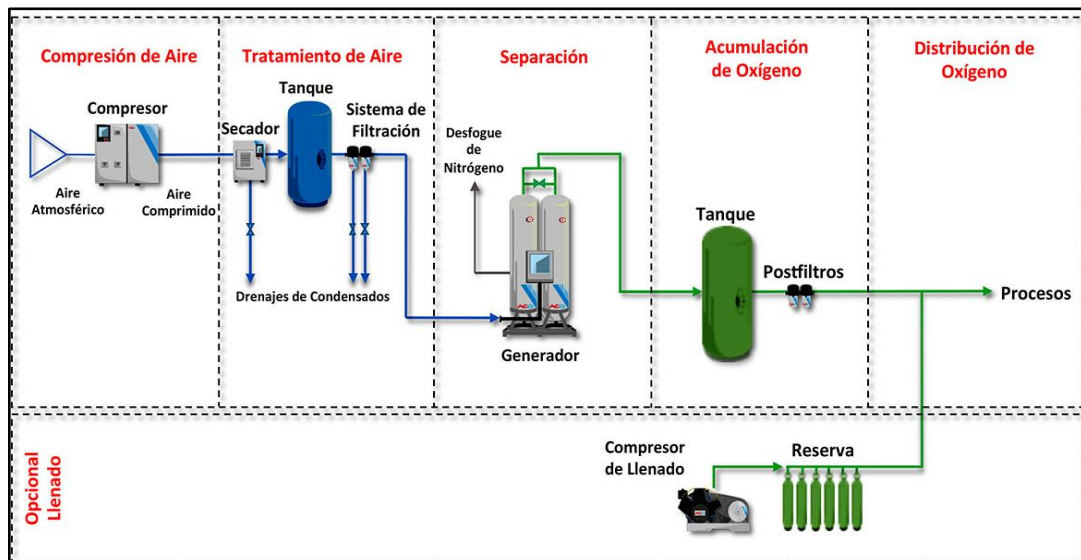 Compresión de Aire
Tratamiento de Aire
Separación
Acumulación
de Oxígeno
Distribución de
Oxígeno
Compresor
Aire
Atmosférico
Aire
Comprimido
Secador
Tanque
Sistema de
Filtración
Drenajes de Condensados
Desfogue
de
Nitrógeno
Generador
Tanque
Postfiltros
Procesos
Opcional
Llenado
Compresor
de Llenado
Reserva